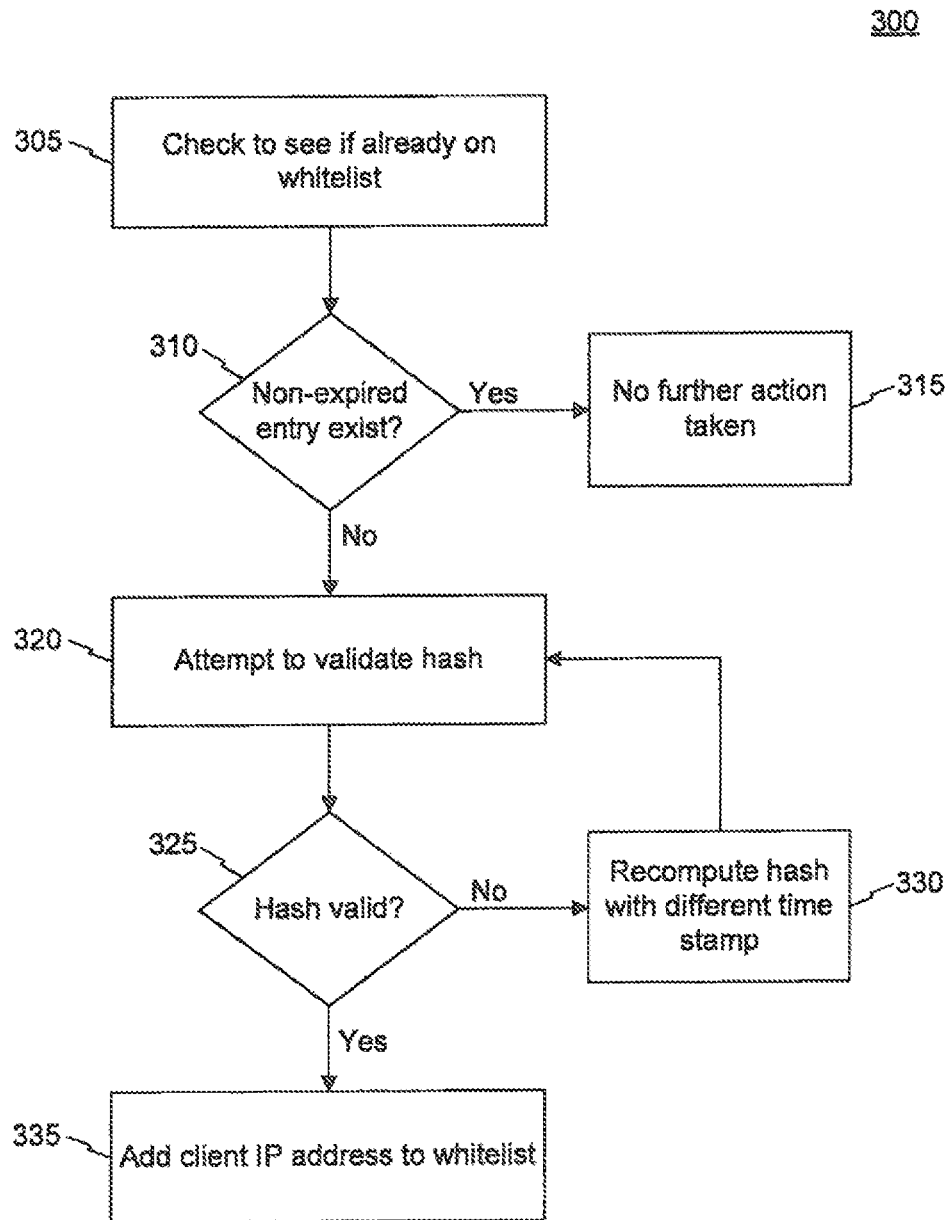 300
305
Check to see if already on
whitelist
310
Non-expired
entry exist?
Yes
No further action
taken
315
No
320
Attempt to validate hash
325
Hash valid?
No
Recompute hash
with different time
stamp
330
Yes
335
Add client IP address to whitelist